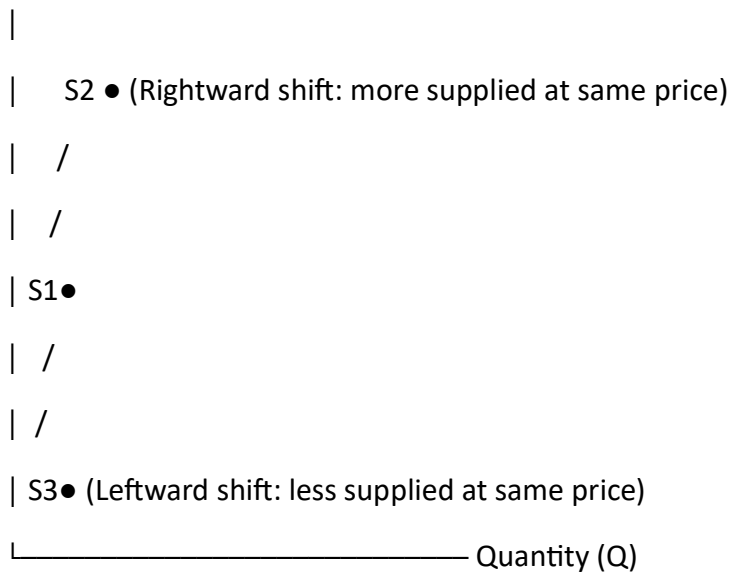 |
| S2 ● (Rightward shift: more supplied at same price)
| /
| /
| S1●
| /
| /
| S3● (Leftward shift: less supplied at same price)
└──────────────────────────── Quantity (Q)